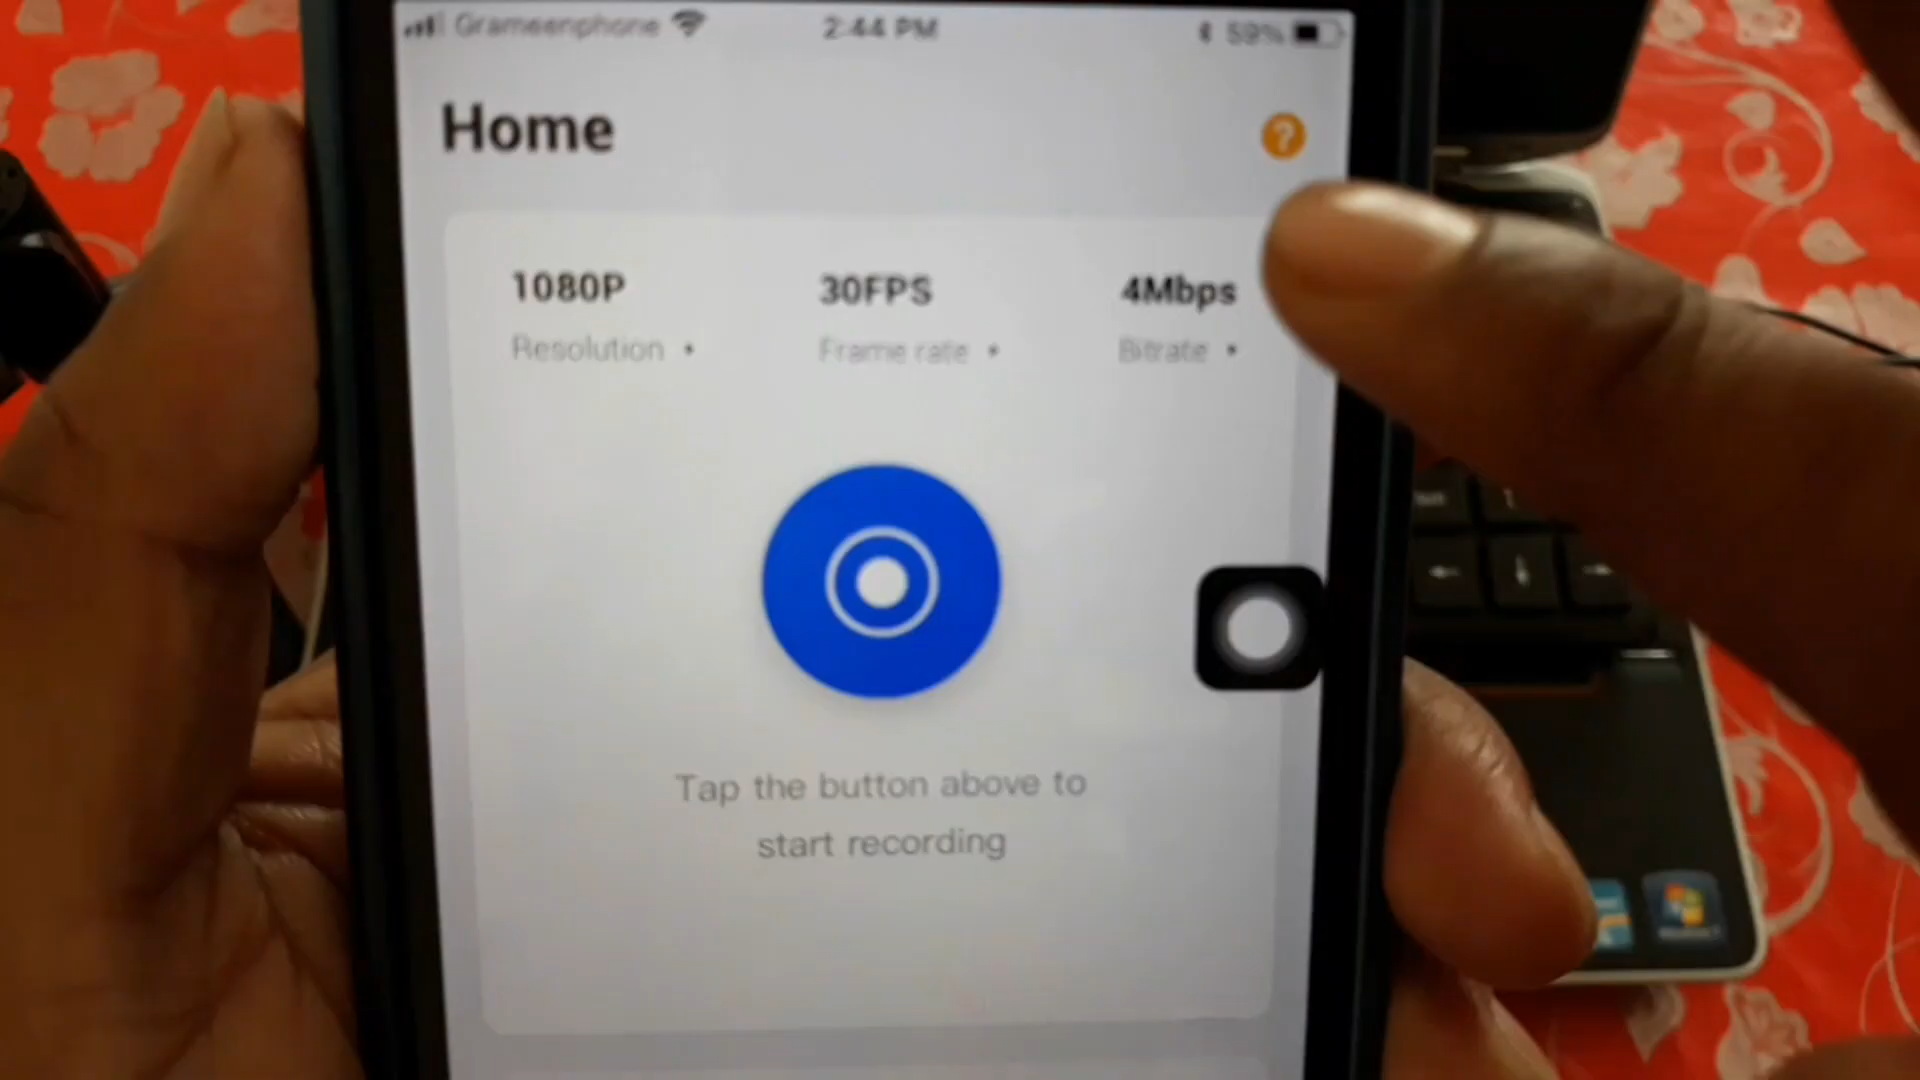 Grameenphone 2:44 PM 59%
Home ?
1080P 30FPS 4Mbps
Resolution Frame rate Bitrate
Tap the button above to
start recording